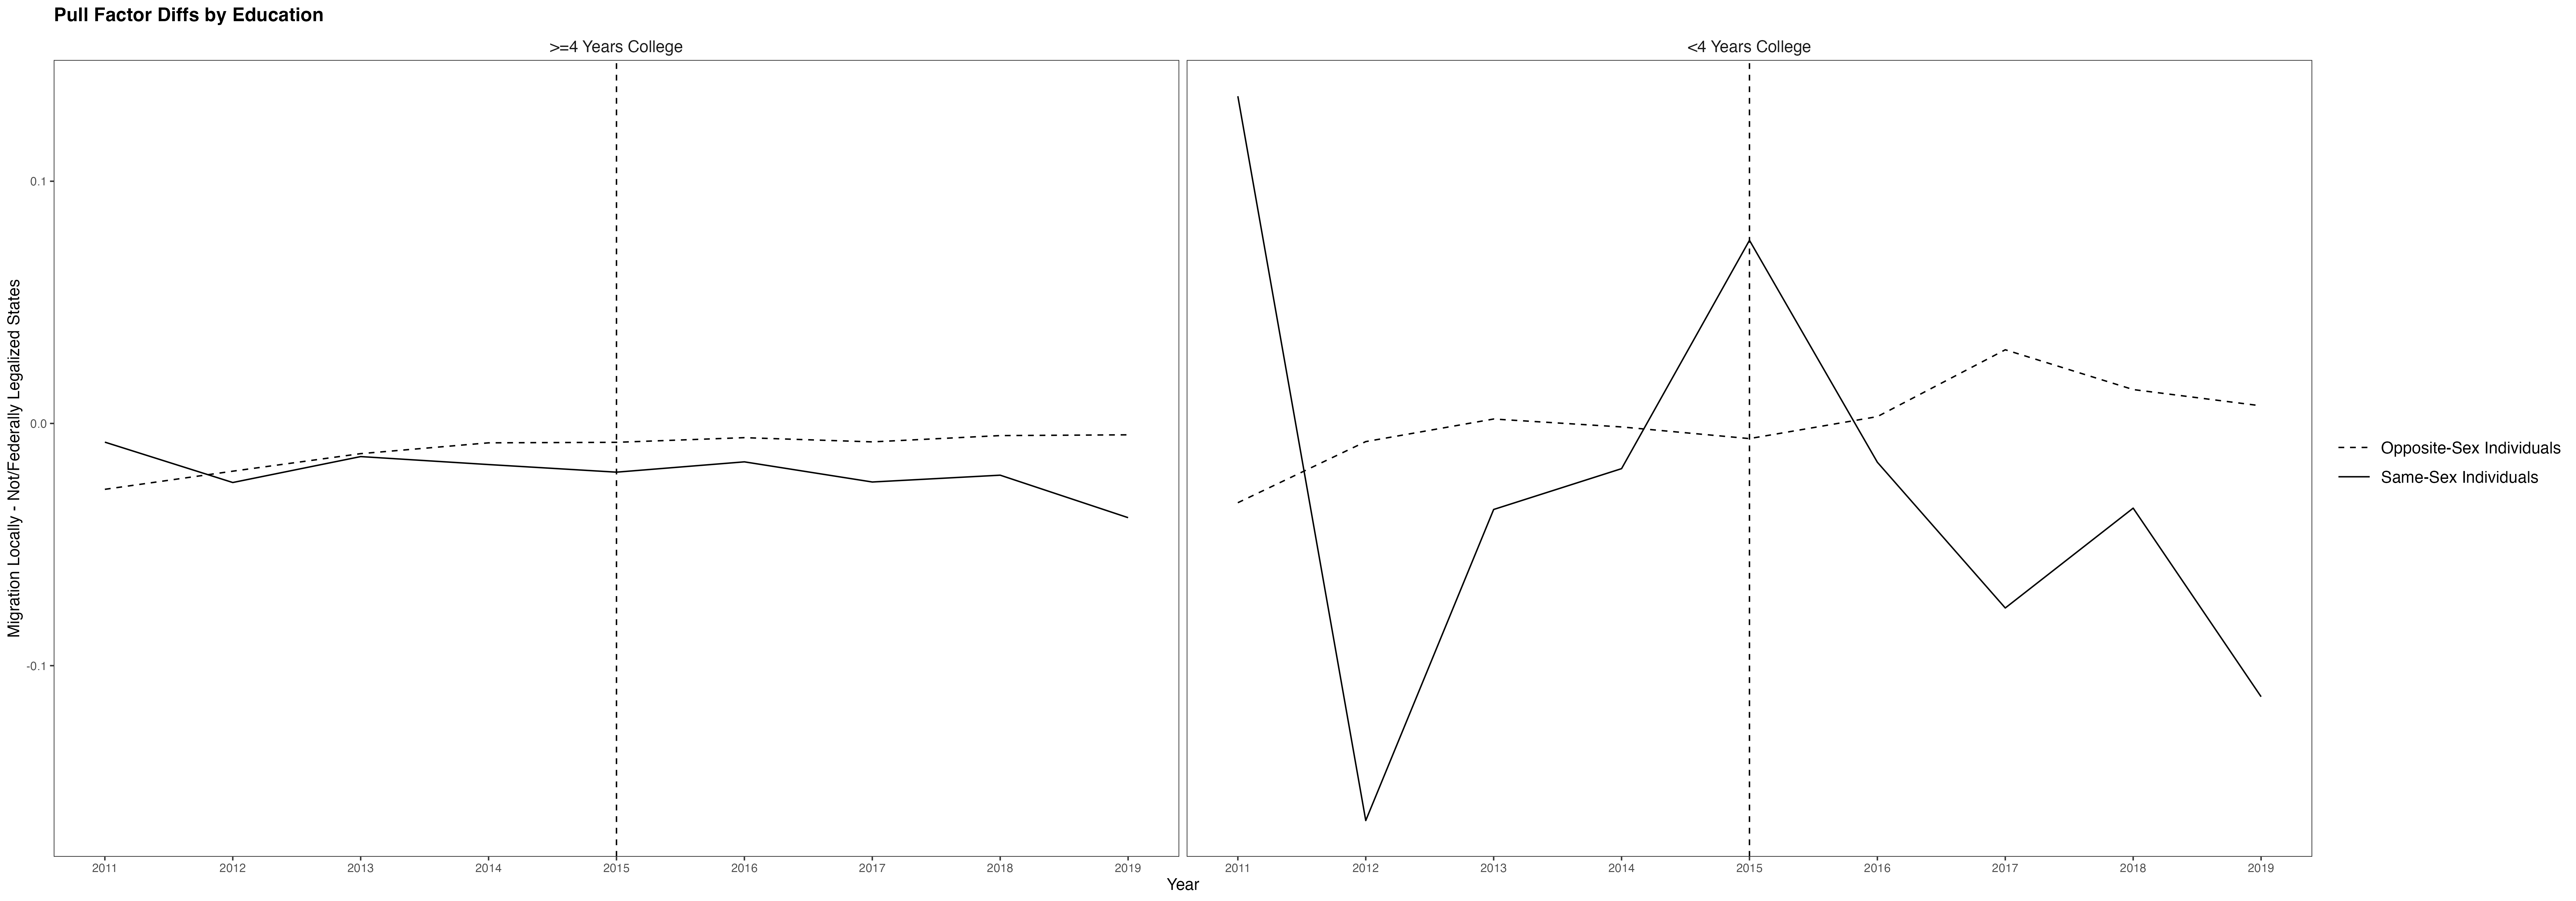 Pull Factor Diffs by Education
>=4 Years College
<4 Years College
Migration Locally - Not/Federally Legalized States
0.1
0.0
-0.1
2011 2012 2013 2014 2015 2016 2017 2018 2019
2011 2012 2013 2014 2015 2016 2017 2018 2019
Year
Opposite-Sex Individuals
Same-Sex Individuals